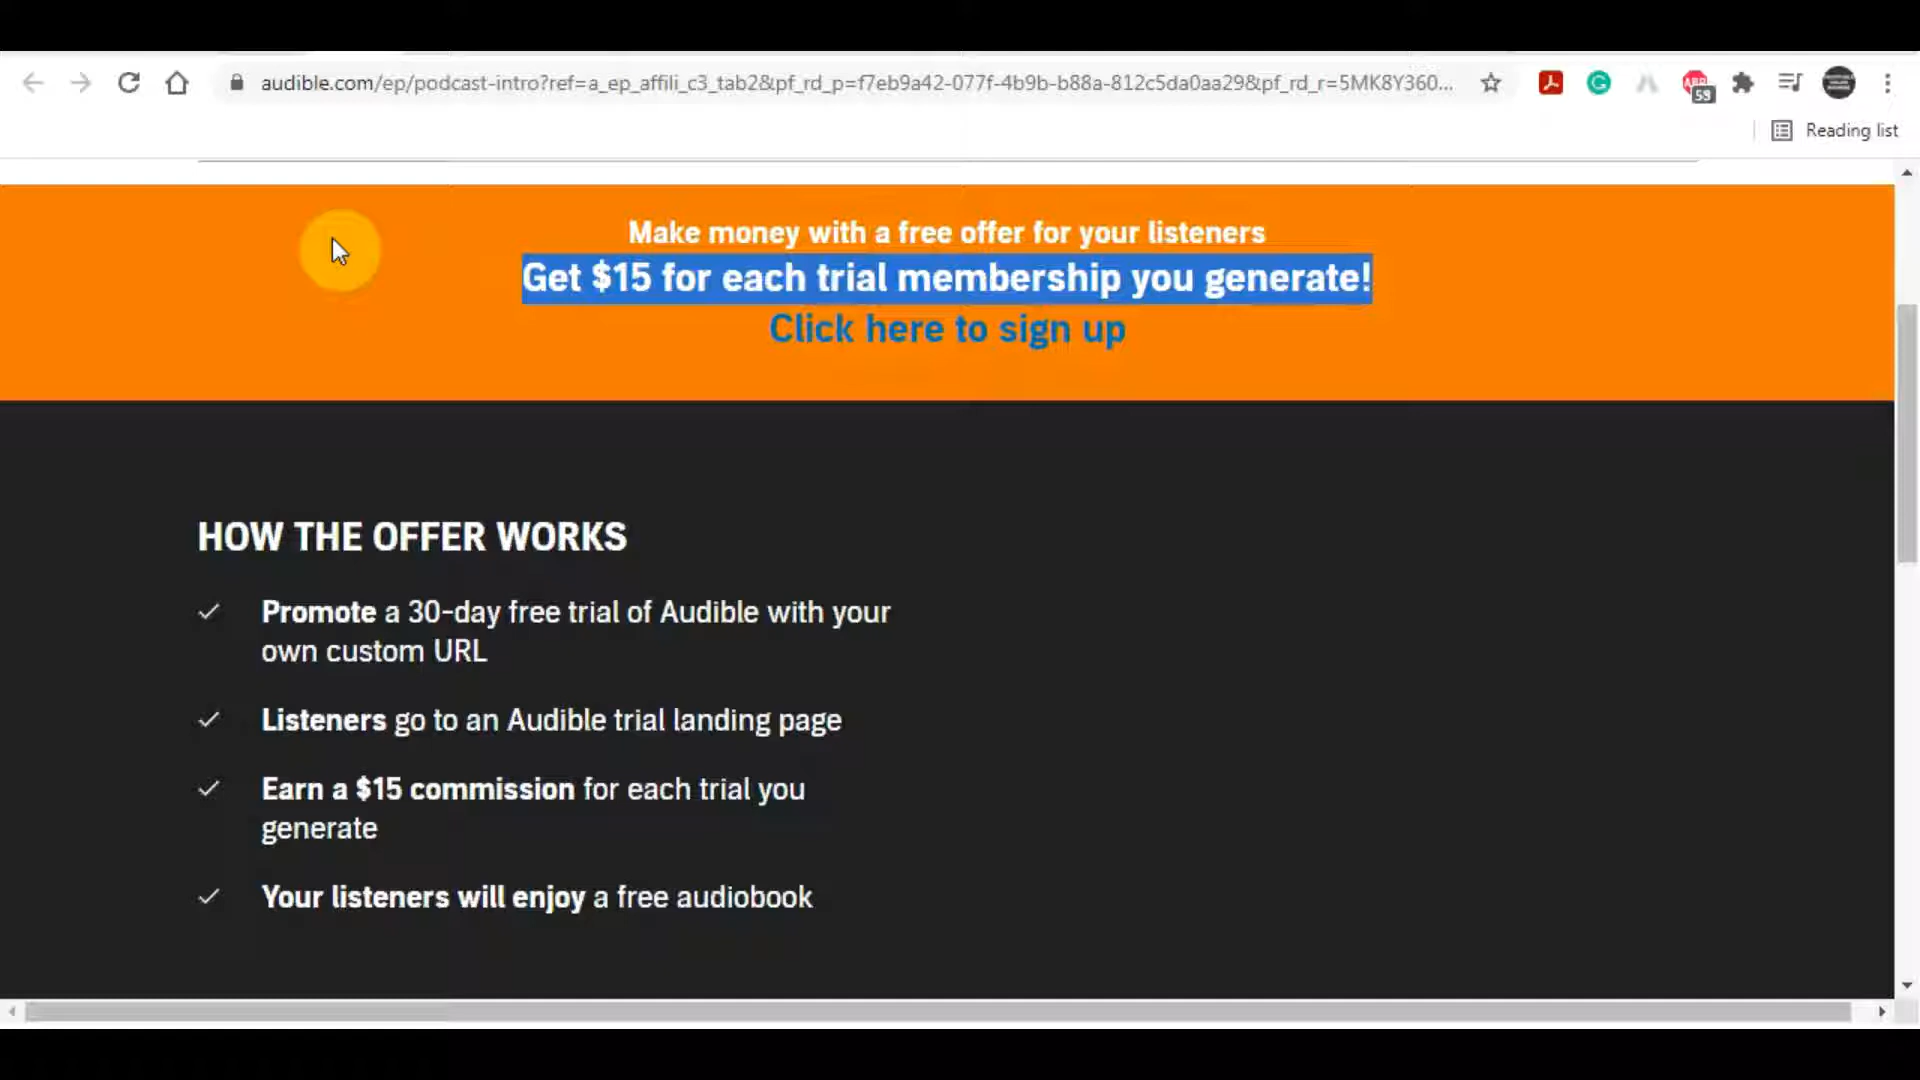 audible.com/ep/podcast-intro?ref=a_ep_affili_c3_tab2&pf_rd_p=f7eb9a42-077f-4b9b-b88a-812c5da0aa29&pf_rd_r=5MK8Y360...
ABP
59
Reading list
Make money with a free offer for your listeners
Get $15 for each trial membership you generate!
Click here to sign up
HOW THE OFFER WORKS
Promote a 30-day free trial of Audible with your
own custom URL
Listeners go to an Audible trial landing page
Earn a $15 commission for each trial you
generate
Your listeners will enjoy a free audiobook